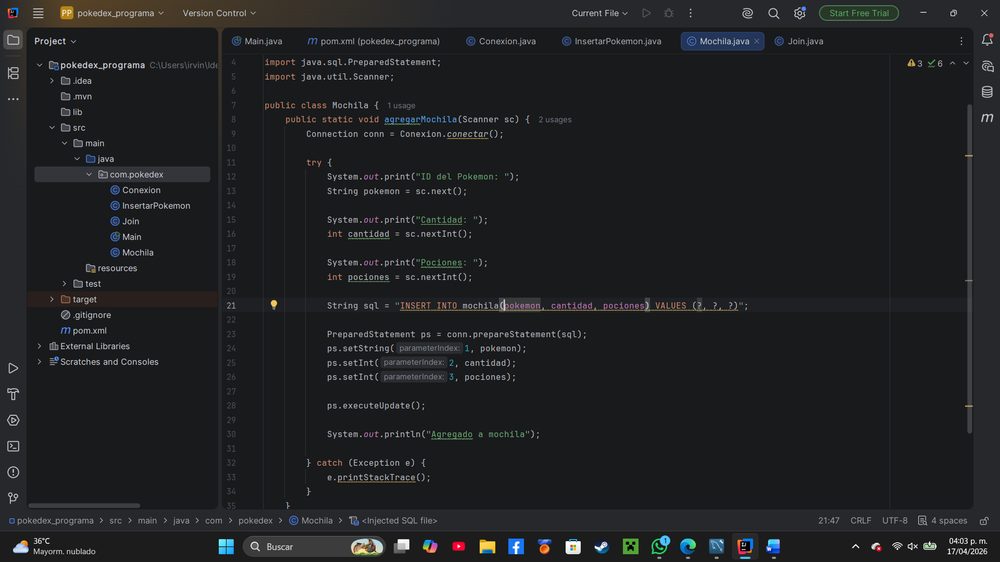 PP pokedex_programa Version Control Current File Start Free Trial
Project
Main.java pom.xml (pokedex_programa) Conexion.java InsertarPokemon.java Mochila.java Join.java
pokedex_programa C:\Users\irvin\Ide
.idea
.mvn
lib
src
main
java
com.pokedex
Conexion
InsertarPokemon
Join
Main
Mochila
resources
test
target
.gitignore
pom.xml
External Libraries
Scratches and Consoles
3 6
4 import java.sql.PreparedStatement;
5 import java.util.Scanner;
6
7 public class Mochila { 1 usage
8 public static void agregarMochila(Scanner sc) { 2 usages
9 Connection conn = Conexion.conectar();
10
11 try {
12 System.out.print("ID del Pokemon: ");
13 String pokemon = sc.next();
14
15 System.out.print("Cantidad: ");
16 int cantidad = sc.nextInt();
17
18 System.out.print("Pociones: ");
19 int pociones = sc.nextInt();
20
21 String sql = "INSERT INTO mochila(pokemon, cantidad, pociones) VALUES (?, ?, ?)";
22
23 PreparedStatement ps = conn.prepareStatement(sql);
24 ps.setString( parameterIndex: 1, pokemon);
25 ps.setInt( parameterIndex: 2, cantidad);
26 ps.setInt( parameterIndex: 3, pociones);
27
28 ps.executeUpdate();
29
30 System.out.println("Agregado a mochila");
31
32 } catch (Exception e) {
33 e.printStackTrace();
34 }
35 }
pokedex_programa > src > main > java > com > pokedex > Mochila > <Injected SQL file> 21:47 CRLF UTF-8 4 spaces
36°C
Mayorm. nublado
Buscar
1
04:03 p. m.
17/04/2026